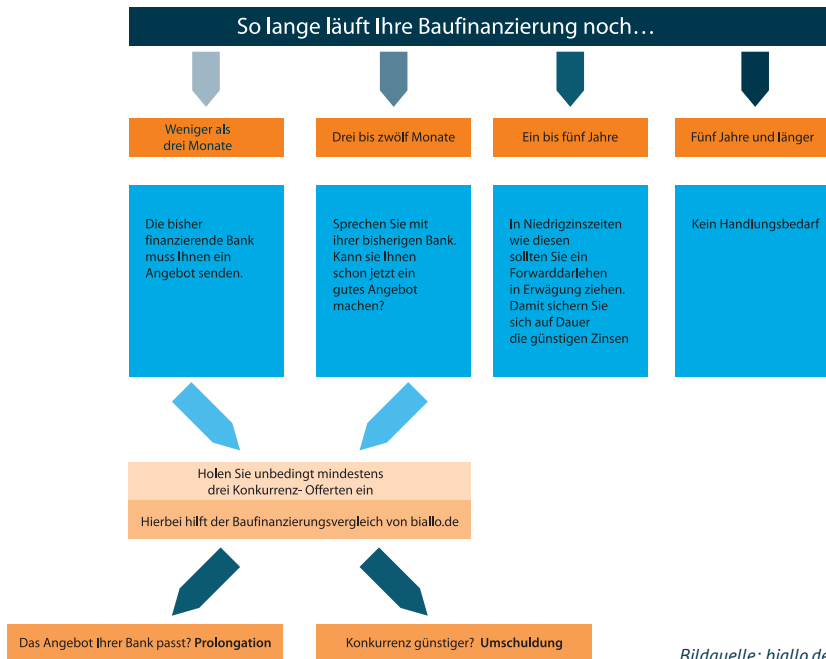 So lange läuft Ihre Baufinanzierung noch…
Weniger als
drei Monate
Drei bis zwölf Monate
Ein bis fünf Jahre
Fünf Jahre und länger
Die bisher
finanzierende Bank
muss Ihnen ein
Angebot senden.
Sprechen Sie mit
ihrer bisherigen Bank.
Kann sie Ihnen
schon jetzt ein
gutes Angebot
machen?
In Niedrigzinszeiten
wie diesen
sollten Sie ein
Forwarddarlehen
in Erwägung ziehen.
Damit sichern Sie
sich auf Dauer
die günstigen Zinsen
Kein Handlungsbedarf
Holen Sie unbedingt mindestens
drei Konkurrenz- Offerten ein
Hierbei hilft der Baufinanzierungsvergleich von biallo.de
Das Angebot Ihrer Bank passt? Prolongation
Konkurrenz günstiger? Umschuldung
Bildquelle: biallo.de